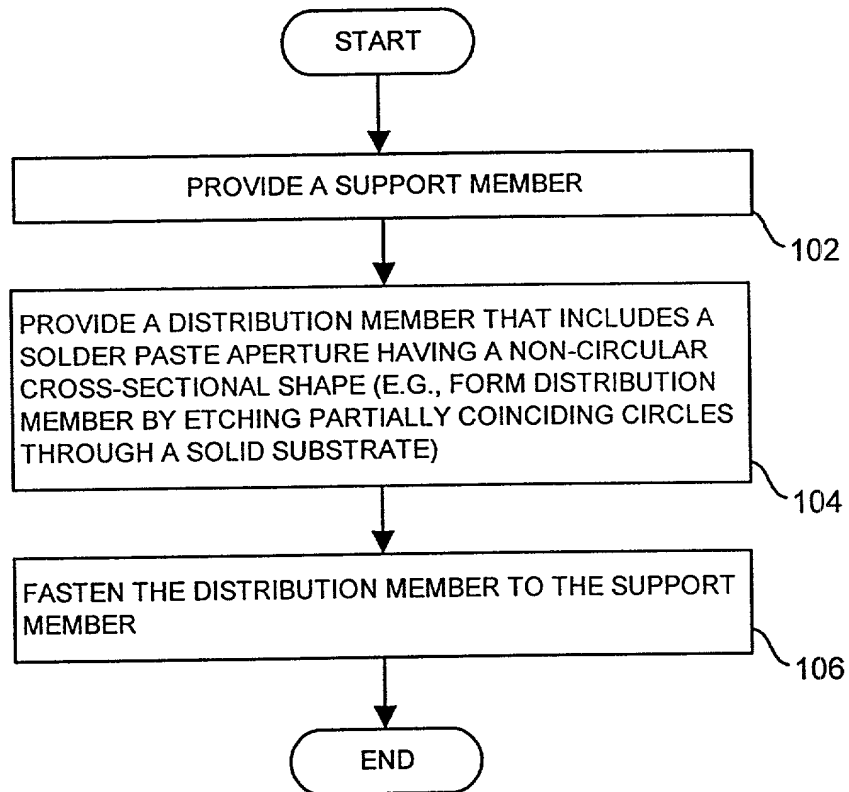 START
PROVIDE A SUPPORT MEMBER
102
PROVIDE A DISTRIBUTION MEMBER THAT INCLUDES A
SOLDER PASTE APERTURE HAVING A NON-CIRCULAR
CROSS-SECTIONAL SHAPE (E.G., FORM DISTRIBUTION
MEMBER BY ETCHING PARTIALLY COINCIDING CIRCLES
THROUGH A SOLID SUBSTRATE)
104
FASTEN THE DISTRIBUTION MEMBER TO THE SUPPORT
MEMBER
106
END